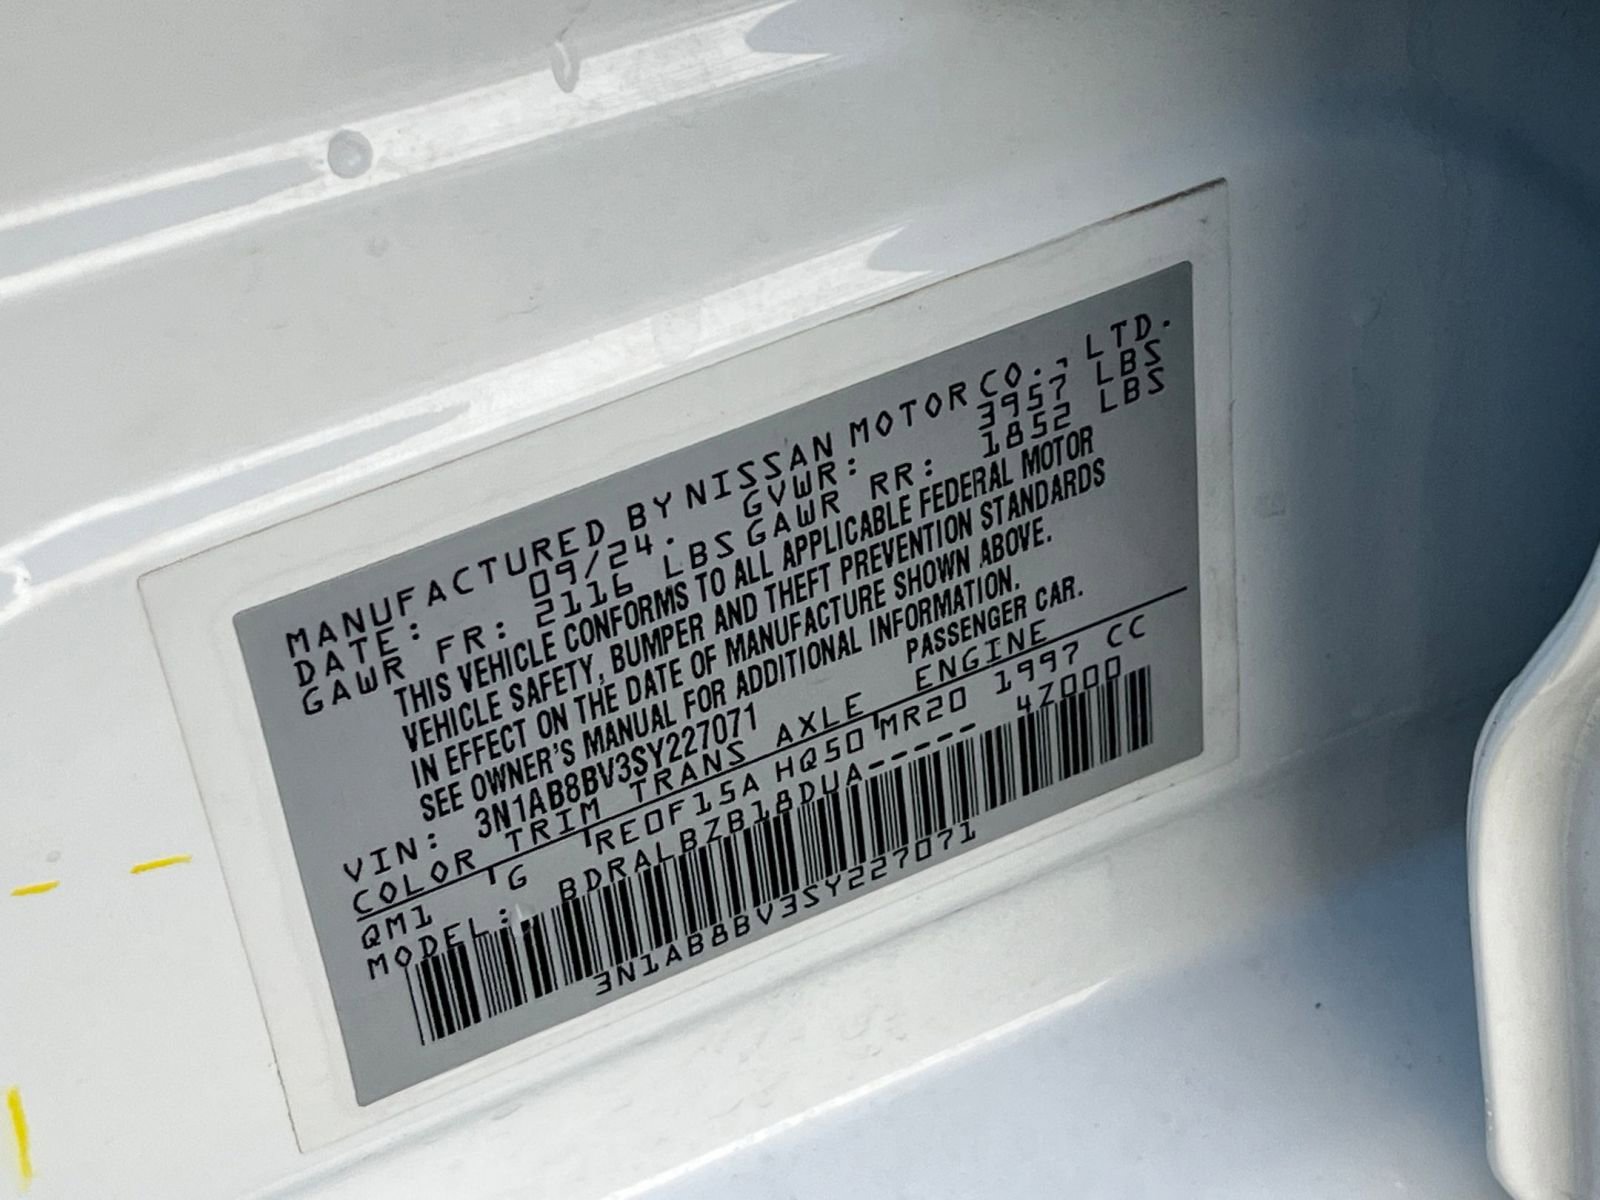 MANUFACTURED BY NISSAN MOTOR CO., LTD.
DATE: 09/24. GVWR: 3957 LBS
GAWR FR: 2116 LBS GAWR RR: 1852 LBS
THIS VEHICLE CONFORMS TO ALL APPLICABLE FEDERAL MOTOR
VEHICLE SAFETY, BUMPER AND THEFT PREVENTION STANDARDS
IN EFFECT ON THE DATE OF MANUFACTURE SHOWN ABOVE.
SEE OWNER'S MANUAL FOR ADDITIONAL INFORMATION.
VIN: 3N1AB8BV3SY227071 PASSENGER CAR.
COLOR TRIM TRANS AXLE ENGINE
QM1 G RE0F15A HQ50 MR20 1997 CC
MODEL: BDRALBZB18DUA----- 4Z000
3N1AB8BV3SY227071